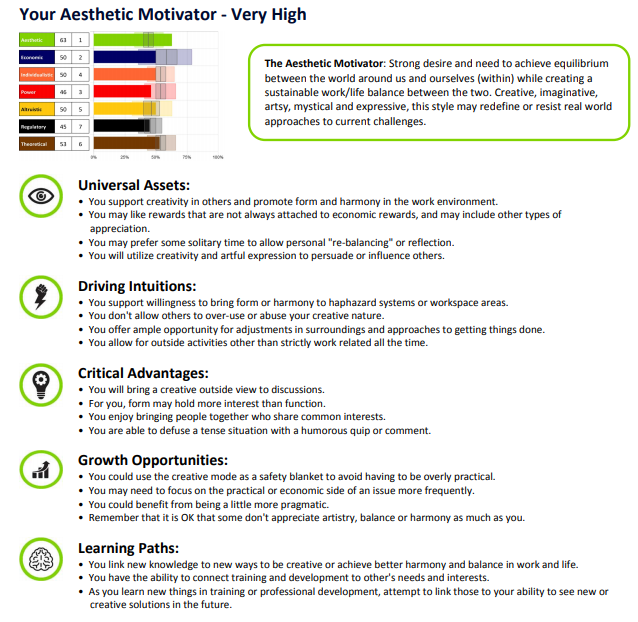 Your Aesthetic Motivator - Very High
Aesthetic 63 1
Economic 50 2
Individualistic 50 4
Power 46 3
Altruistic 50 5
Regulatory 45 7
Theoretical 53 6
0% 25% 50% 75% 100%
The Aesthetic Motivator: Strong desire and need to achieve equilibrium
between the world around us and ourselves (within) while creating a
sustainable work/life balance between the two. Creative, imaginative,
artsy, mystical and expressive, this style may redefine or resist real world
approaches to current challenges.
Universal Assets:
• You support creativity in others and promote form and harmony in the work environment.
• You may like rewards that are not always attached to economic rewards, and may include other types of
appreciation.
• You may prefer some solitary time to allow personal "re-balancing" or reflection.
• You will utilize creativity and artful expression to persuade or influence others.
Driving Intuitions:
• You support willingness to bring form or harmony to haphazard systems or workspace areas.
• You don't allow others to over-use or abuse your creative nature.
• You offer ample opportunity for adjustments in surroundings and approaches to getting things done.
• You allow for outside activities other than strictly work related all the time.
Critical Advantages:
• You will bring a creative outside view to discussions.
• For you, form may hold more interest than function.
• You enjoy bringing people together who share common interests.
• You are able to defuse a tense situation with a humorous quip or comment.
Growth Opportunities:
• You could use the creative mode as a safety blanket to avoid having to be overly practical.
• You may need to focus on the practical or economic side of an issue more frequently.
• You could benefit from being a little more pragmatic.
• Remember that it is OK that some don't appreciate artistry, balance or harmony as much as you.
Learning Paths:
• You link new knowledge to new ways to be creative or achieve better harmony and balance in work and life.
• You have the ability to connect training and development to other's needs and interests.
• As you learn new things in training or professional development, attempt to link those to your ability to see new or
creative solutions in the future.